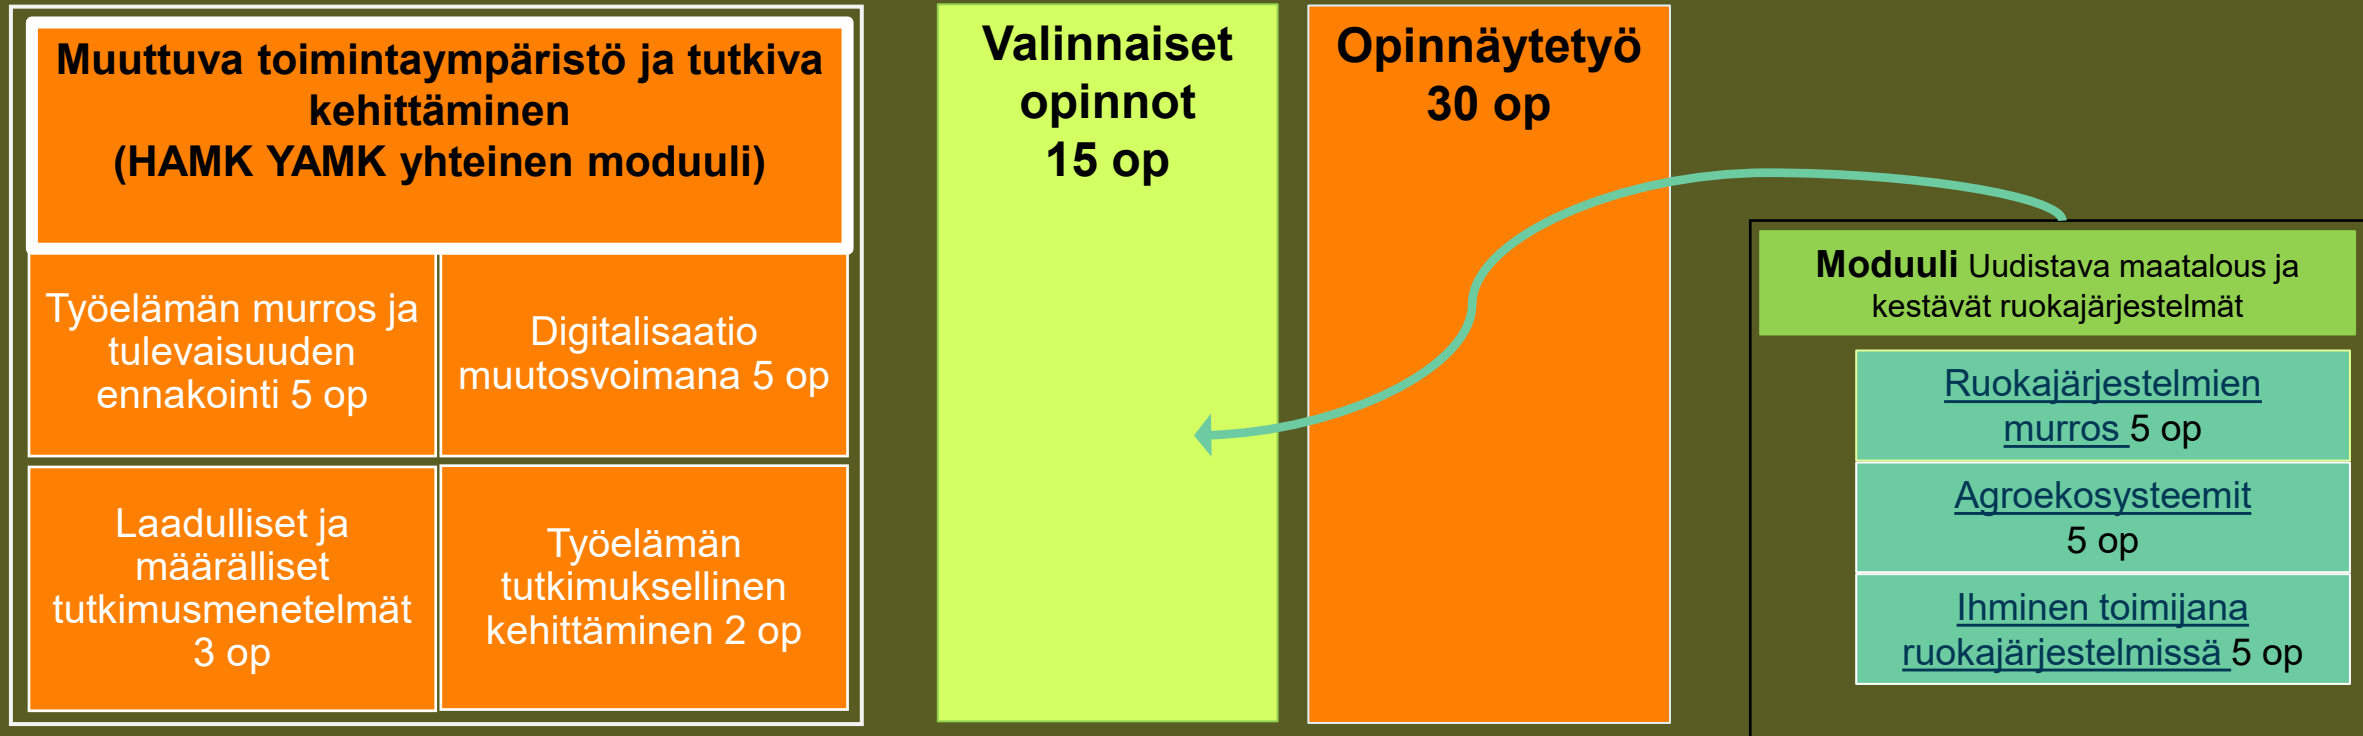 Muuttuva toimintaympäristö ja tutkiva
kehittäminen
(HAMK YAMK yhteinen moduuli)
Työelämän murros ja
tulevaisuuden
ennakointi 5 op
Digitalisaatio
muutosvoimana 5 op
Laadulliset ja
määrälliset
tutkimusmenetelmät
3 op
Työelämän
tutkimuksellinen
kehittäminen 2 op
Valinnaiset
opinnot
15 op
Opinnäytetyö
30 op
Moduuli Uudistava maatalous ja
kestävät ruokajärjestelmät
Ruokajärjestelmien
murros 5 op
Agroekosysteemit
5 op
Ihminen toimijana
ruokajärjestelmissä 5 op